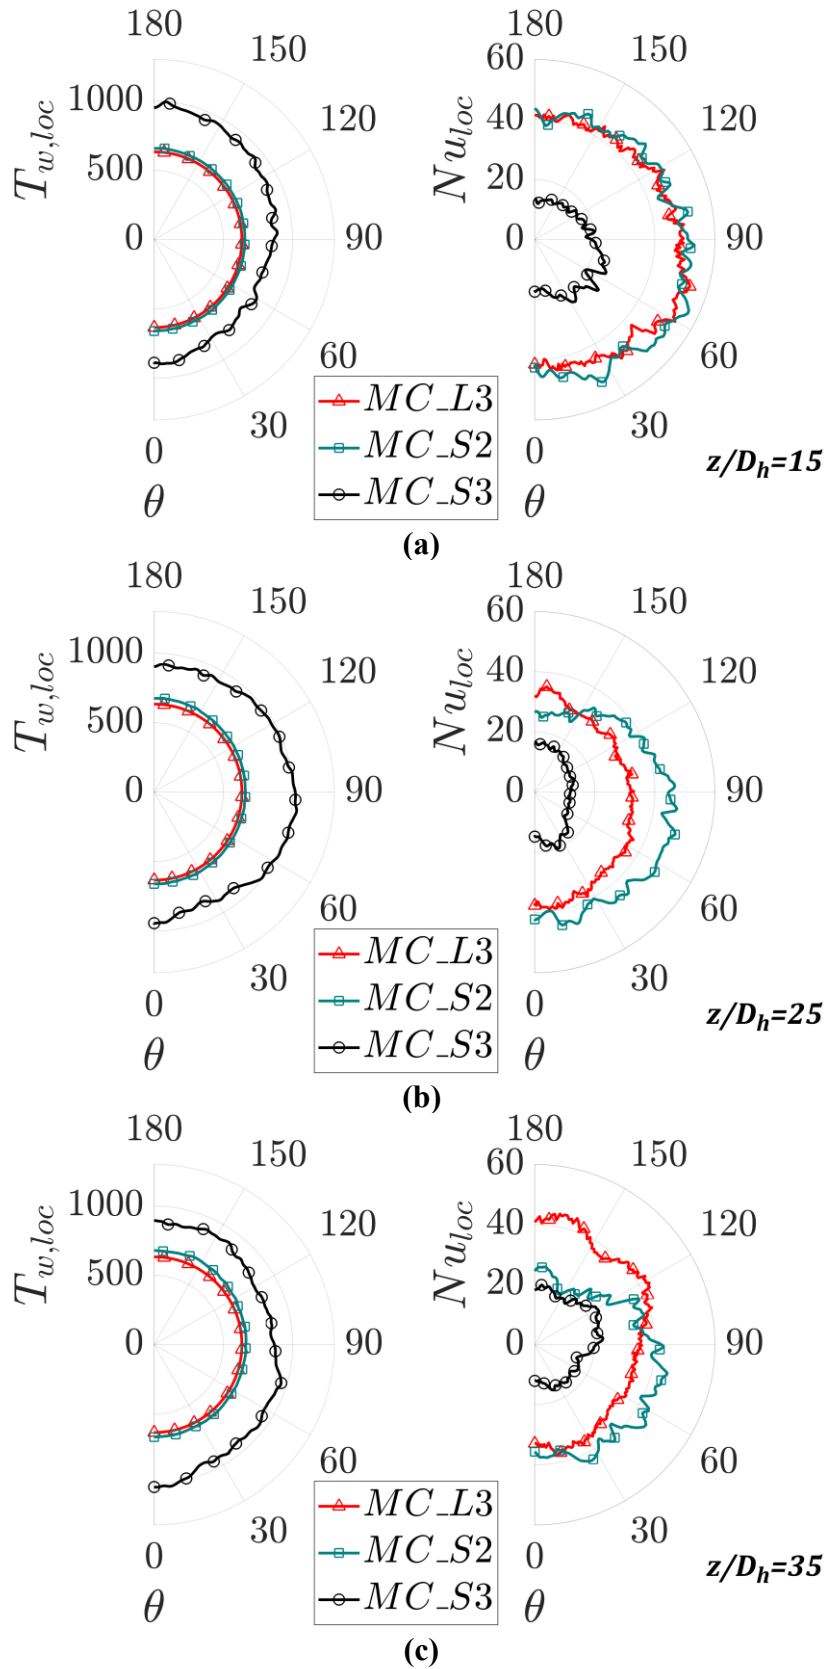 180
180
150
60
150
1000
40
120
120
T_{w,loc}
500
Nu_{loc}
20
0
90
0
90
60
60
MC_L3
30
30
0
MC_S2
0
z/D_h=15
θ
MC_S3
θ
(a)
180
180
150
60
150
1000
40
120
120
T_{w,loc}
500
Nu_{loc}
20
0
90
0
90
60
60
MC_L3
30
30
0
MC_S2
0
z/D_h=25
θ
MC_S3
θ
(b)
180
180
150
60
150
1000
40
120
120
T_{w,loc}
500
Nu_{loc}
20
0
90
0
90
60
60
MC_L3
30
30
0
MC_S2
0
z/D_h=35
θ
MC_S3
θ
(c)